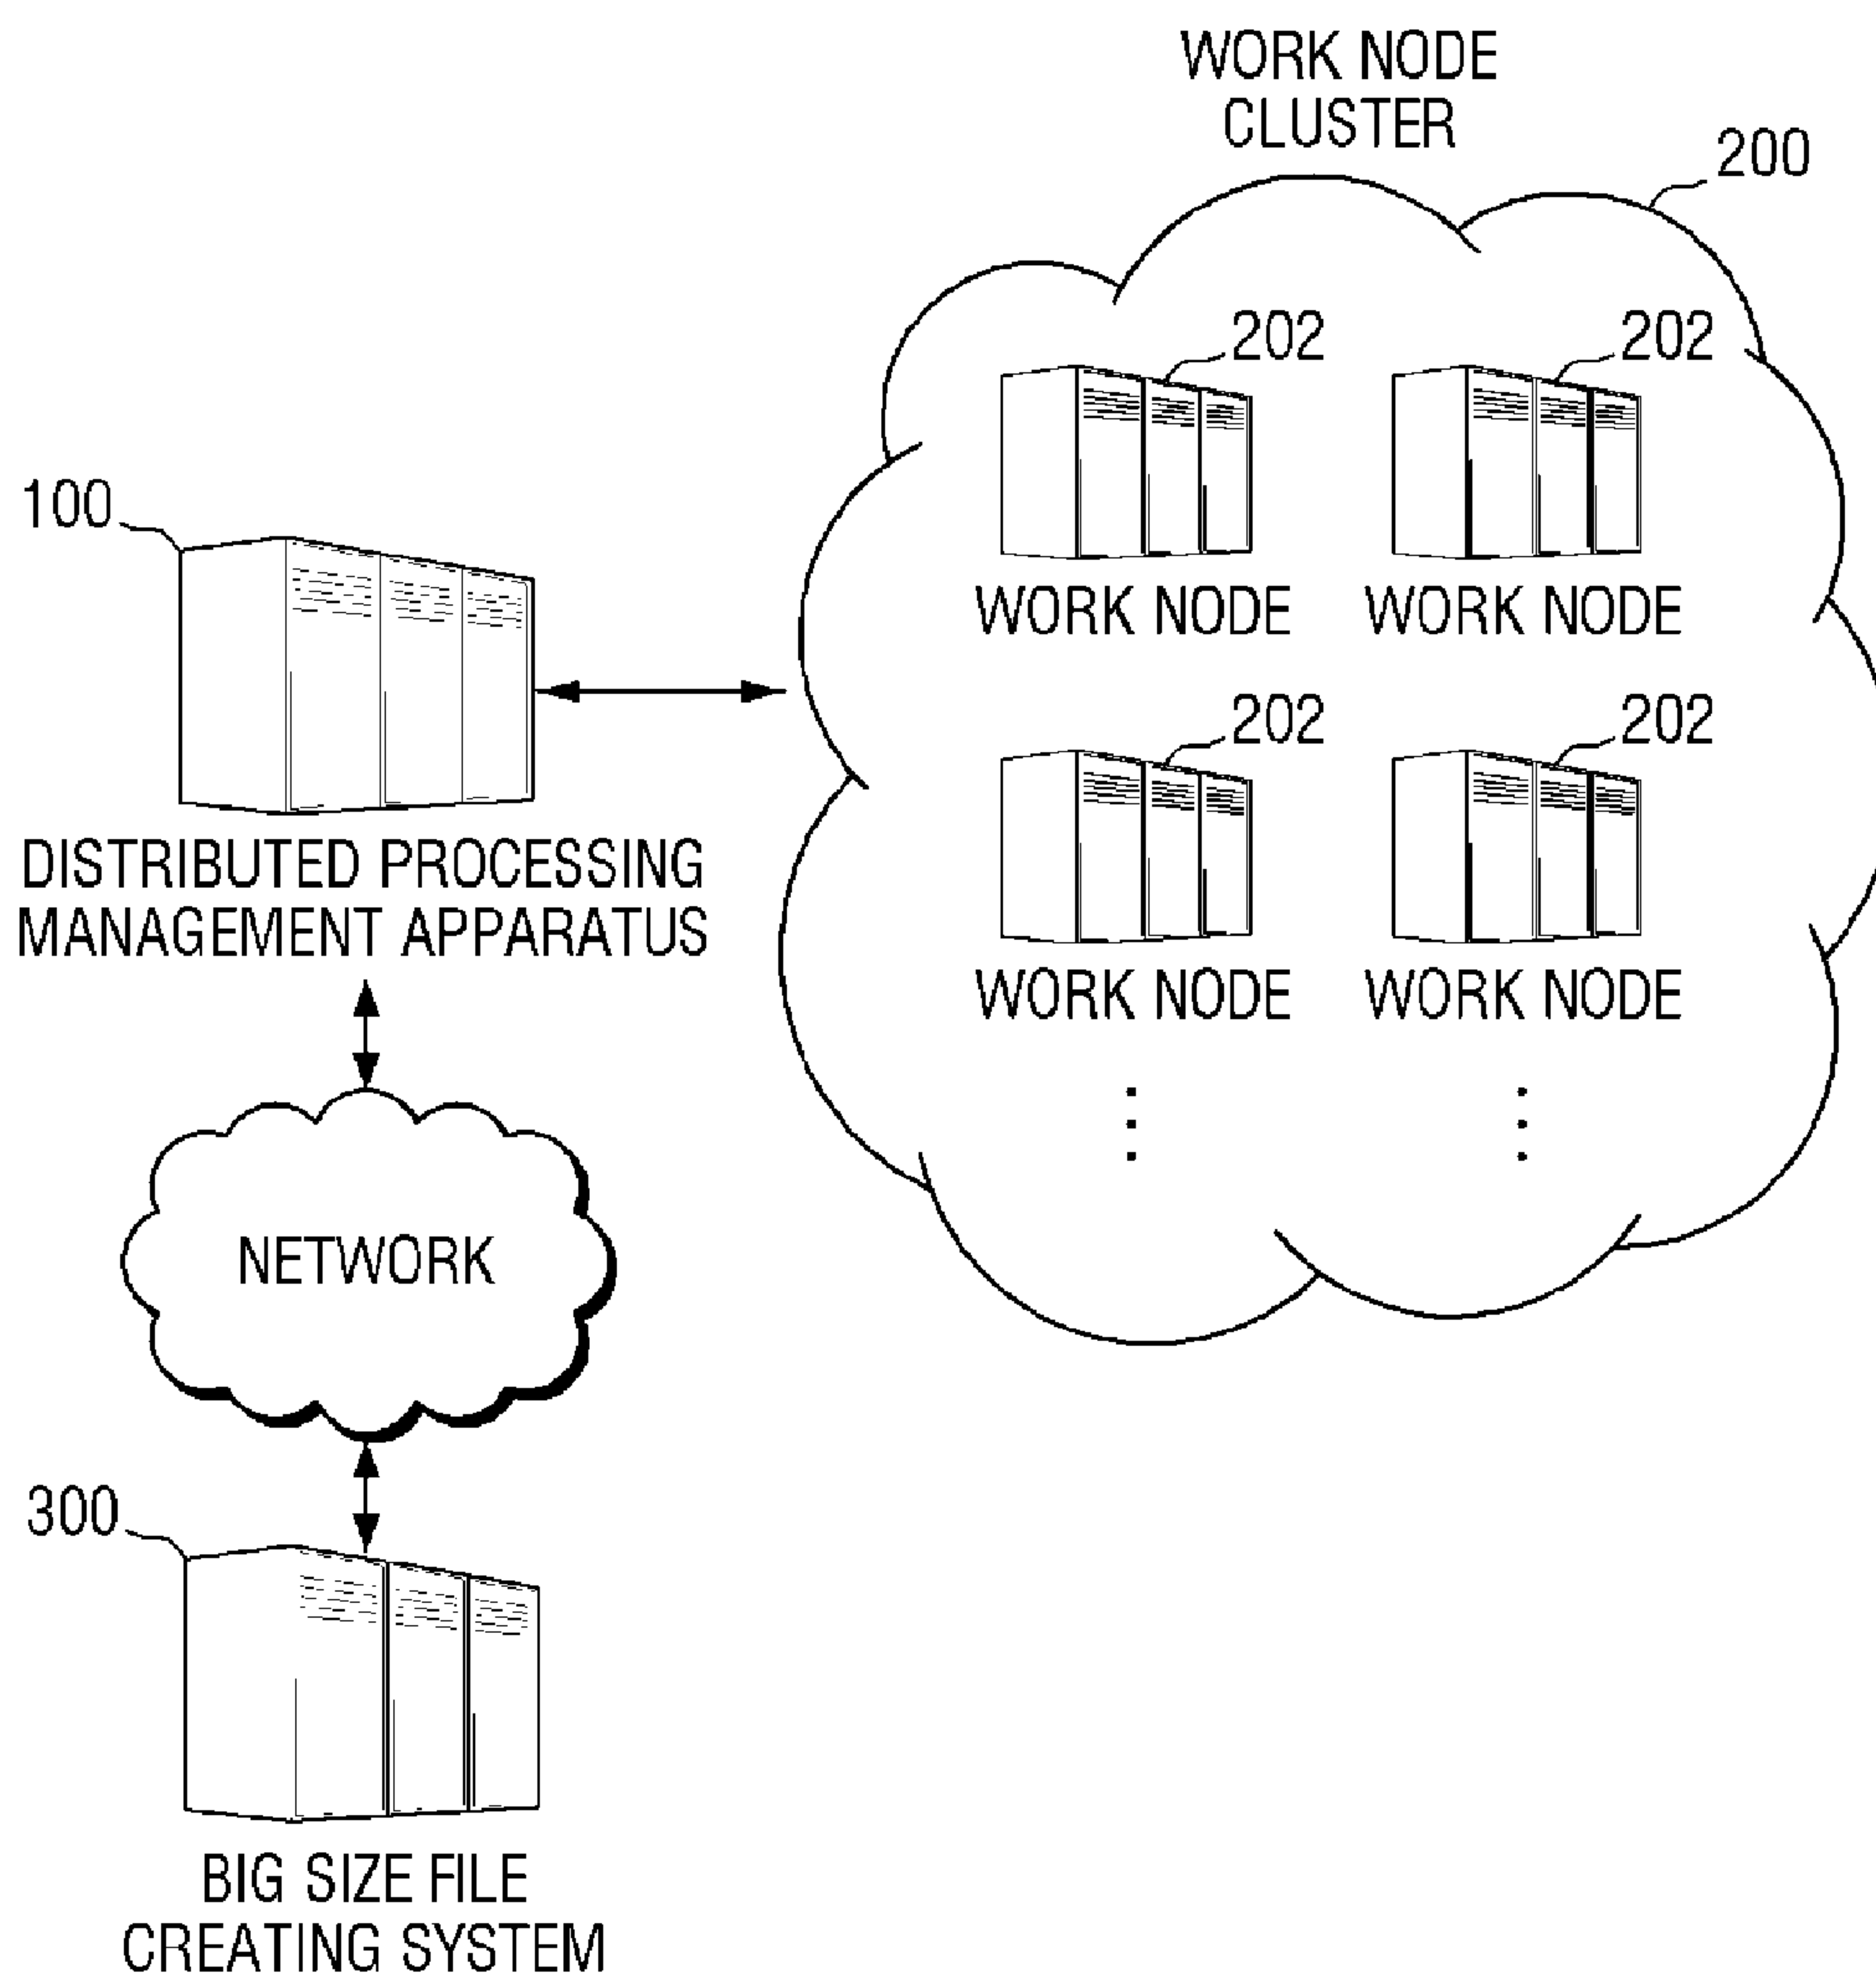 WORK NODE
CLUSTER
200
202
202
WORK NODE
WORK NODE
100
DISTRIBUTED PROCESSING
MANAGEMENT APPARATUS
202
202
WORK NODE
WORK NODE
NETWORK
300
BIG SIZE FILE
CREATING SYSTEM